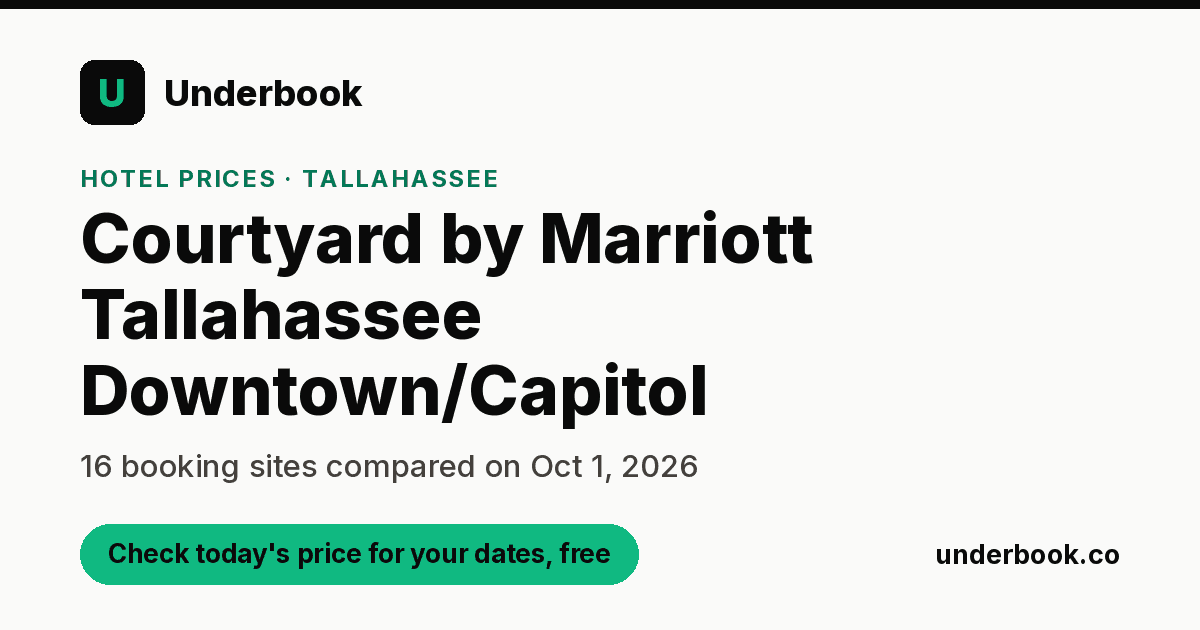 U Underbook
HOTEL PRICES · TALLAHASSEE
Courtyard by Marriott
Tallahassee
Downtown/Capitol
16 booking sites compared on Oct 1, 2026
Check today's price for your dates, free
underbook.co